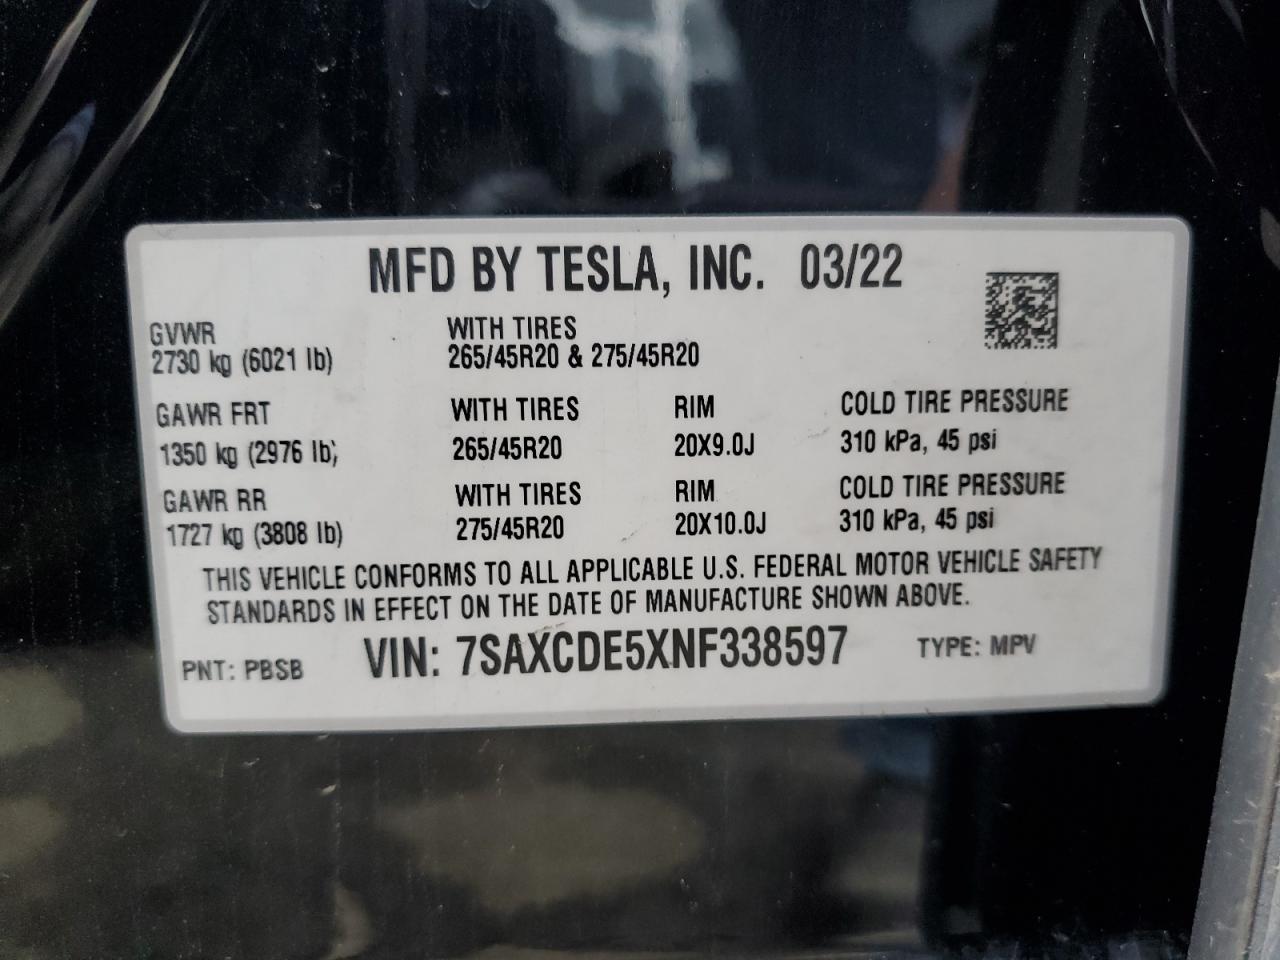 MFD BY TESLA, INC. 03/22
GVWR WITH TIRES
2730 kg (6021 lb) 265/45R20 & 275/45R20
GAWR FRT WITH TIRES RIM COLD TIRE PRESSURE
1350 kg (2976 lb) 265/45R20 20X9.0J 310 kPa, 45 psi
GAWR RR WITH TIRES RIM COLD TIRE PRESSURE
1727 kg (3808 lb) 275/45R20 20X10.0J 310 kPa, 45 psi
THIS VEHICLE CONFORMS TO ALL APPLICABLE U.S. FEDERAL MOTOR VEHICLE SAFETY
STANDARDS IN EFFECT ON THE DATE OF MANUFACTURE SHOWN ABOVE.
PNT: PBSB VIN: 7SAXCDE5XNF338597 TYPE: MPV